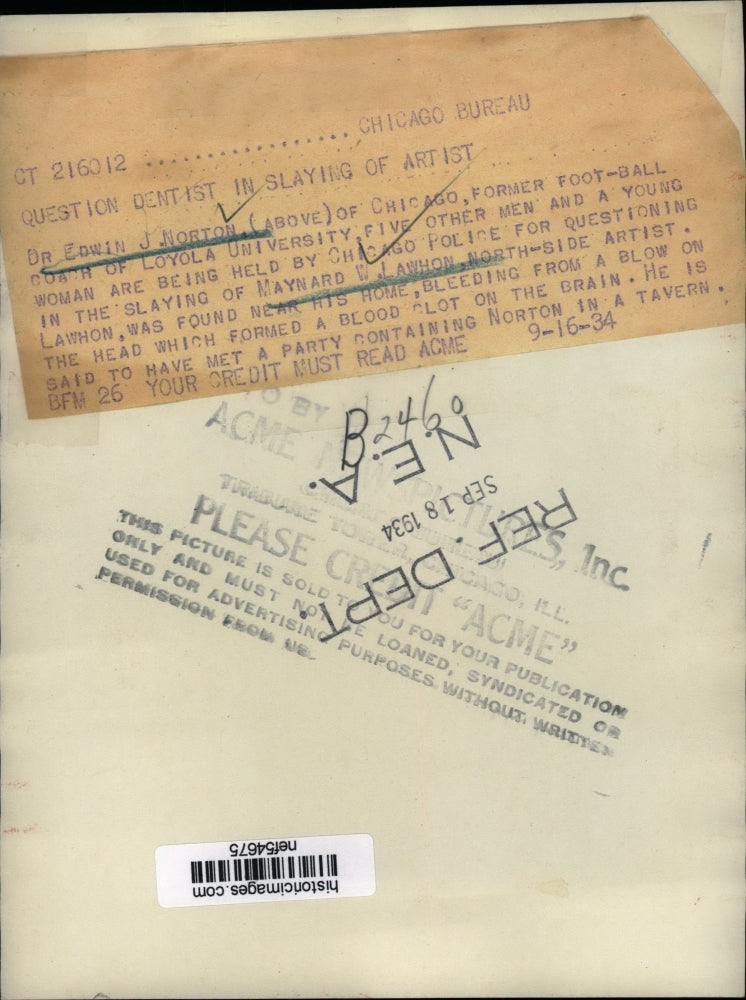 CT 216012 .................. CHICAGO BUREAU
QUESTION DENTIST IN SLAYING OF ARTIST
DR EDWIN J.NORTON,(ABOVE)OF CHICAGO,FORMER FOOT-BALL
COACH OF LOYOLA UNIVERSITY,FIVE OTHER MEN AND A YOUNG
WOMAN ARE BEING HELD BY CHICAGO POLICE FOR QUESTIONING
IN THE SLAYING OF MAYNARD W.LAWHON,NORTH-SIDE ARTIST.
LAWHON,WAS FOUND NEAR HIS HOME,BLEEDING FROM A BLOW ON
THE HEAD WHICH FORMED A BLOOD CLOT ON THE BRAIN. HE IS
SAID TO HAVE MET A PARTY CONTAINING NORTON IN A TAVERN.
BFM 26 YOUR CREDIT MUST READ ACME 9-16-34
B2460
N.E.A.
SEP 18 1934
REF. DEPT.
ACME NEWSPICTURES, Inc.
TRIBUNE TOWER, CHICAGO, ILL.
PLEASE CREDIT "ACME"
THIS PICTURE IS SOLD TO YOU FOR YOUR PUBLICATION
ONLY AND MUST NOT BE LOANED, SYNDICATED OR
USED FOR ADVERTISING PURPOSES WITHOUT WRITTEN
PERMISSION FROM US.
historicimages.com
nef54675